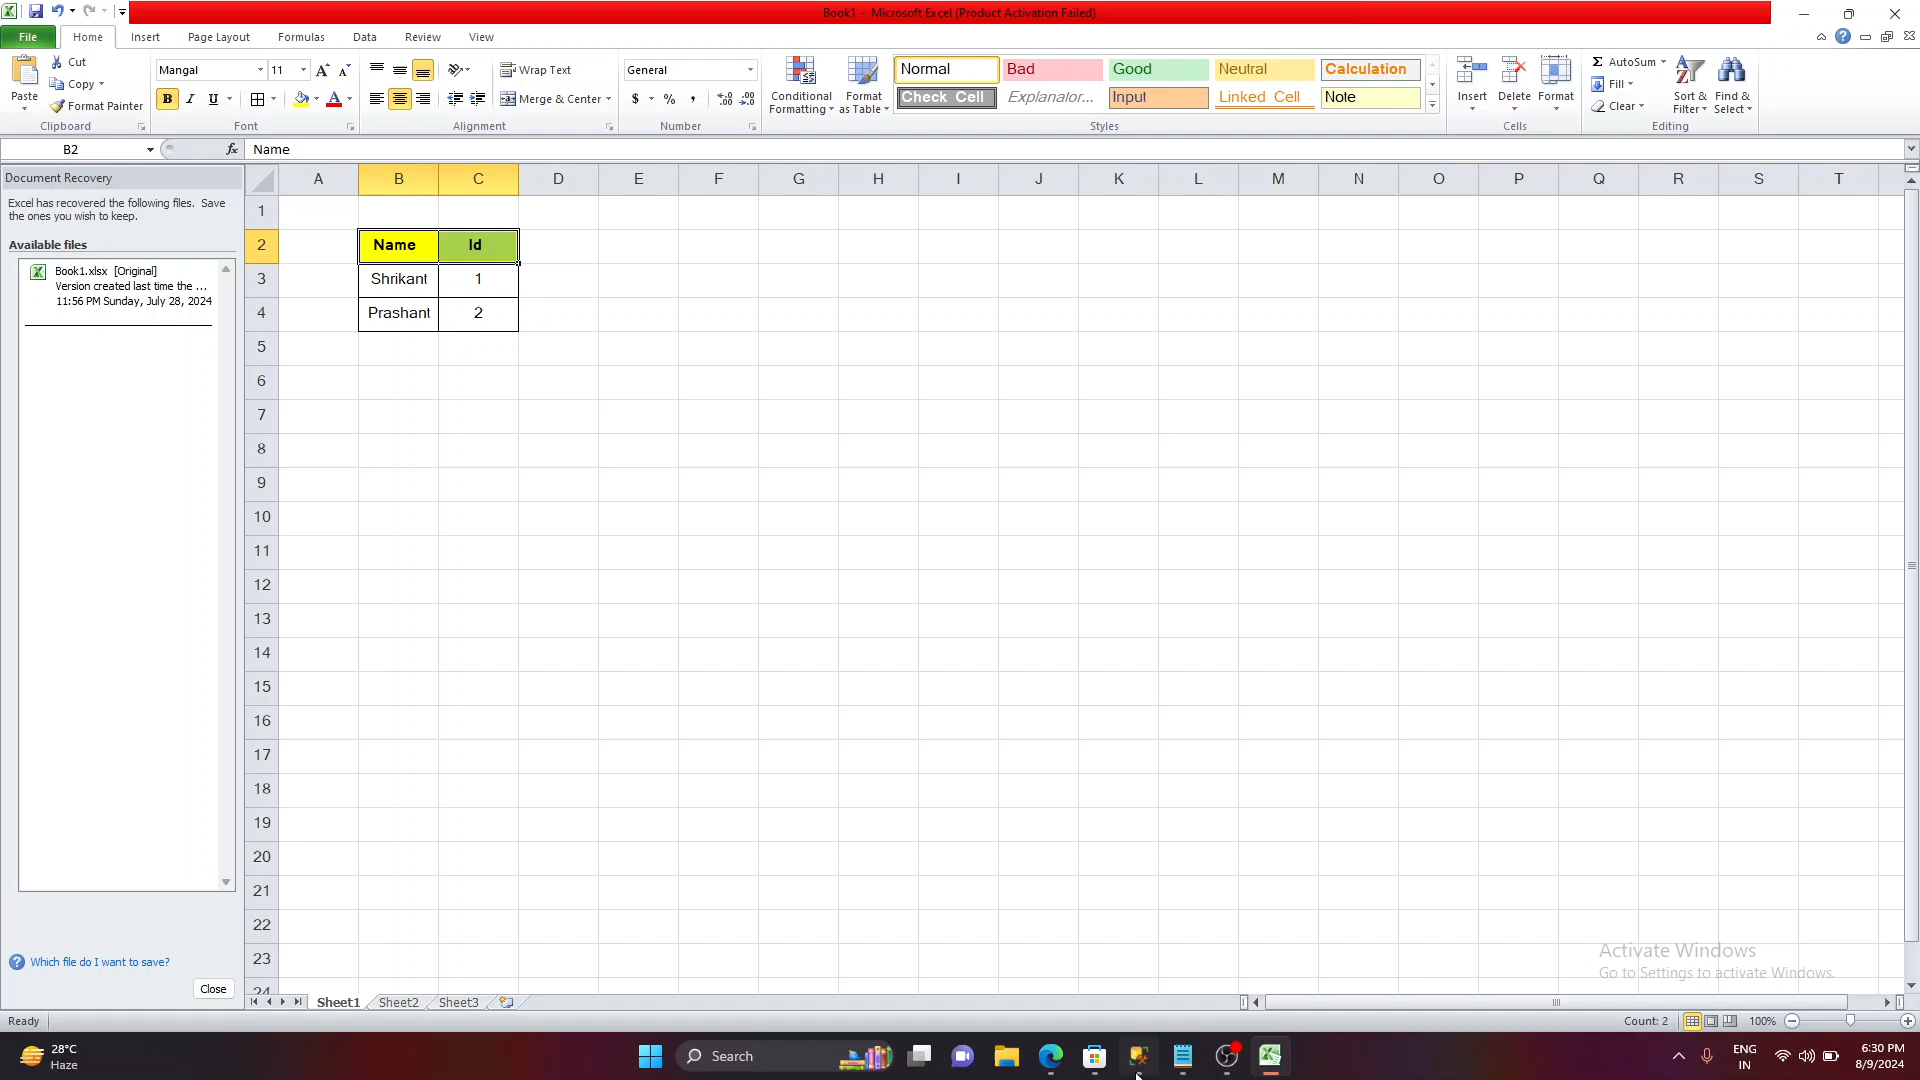 Book1 - Microsoft Excel (Product Activation Failed)
File Home Insert Page Layout Formulas Data Review View
Paste
Cut
Copy
Format Painter
Clipboard
Mangal 11
B I U
Font
Wrap Text
Merge & Center
Alignment
General
$ % ,
Number
Conditional Formatting
Format as Table
Normal Bad Good Neutral Calculation
Check Cell Explanator... Input Linked Cell Note
Styles
Insert Delete Format
Cells
Σ AutoSum
Fill
Clear
Sort & Filter
Find & Select
Editing
B2 fx Name
Document Recovery
Excel has recovered the following files. Save
the ones you wish to keep.
Available files
Book1.xlsx [Original]
Version created last time the ...
11:56 PM Sunday, July 28, 2024
Which file do I want to save?
Close
A B C D E F G H I J K L M N O P Q R S T
1
2 Name Id
3 Shrikant 1
4 Prashant 2
5
6
7
8
9
10
11
12
13
14
15
16
17
18
19
20
21
22
23
24
Activate Windows
Go to Settings to activate Windows.
Sheet1 Sheet2 Sheet3
Ready Count: 2 100%
28°C
Haze
Search
ENG
IN
6:30 PM
8/9/2024